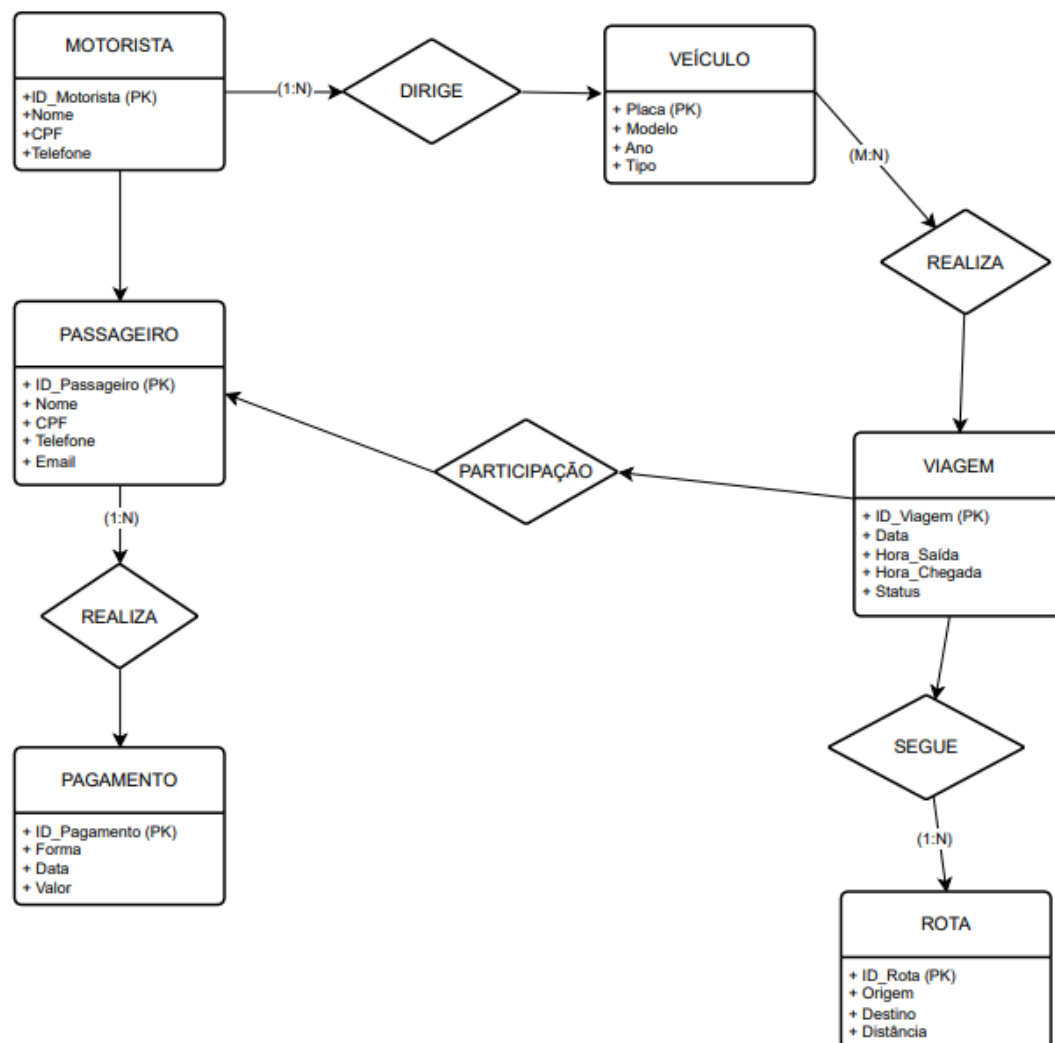 MOTORISTA
+ID_Motorista (PK)
+Nome
+CPF
+Telefone
(1:N)
DIRIGE
VEÍCULO
+ Placa (PK)
+ Modelo
+ Ano
+ Tipo
(M:N)
REALIZA
PASSAGEIRO
+ ID_Passageiro (PK)
+ Nome
+ CPF
+ Telefone
+ Email
PARTICIPAÇÃO
VIAGEM
+ ID_Viagem (PK)
+ Data
+ Hora_Saída
+ Hora_Chegada
+ Status
(1:N)
REALIZA
SEGUE
PAGAMENTO
+ ID_Pagamento (PK)
+ Forma
+ Data
+ Valor
(1:N)
ROTA
+ ID_Rota (PK)
+ Origem
+ Destino
+ Distância